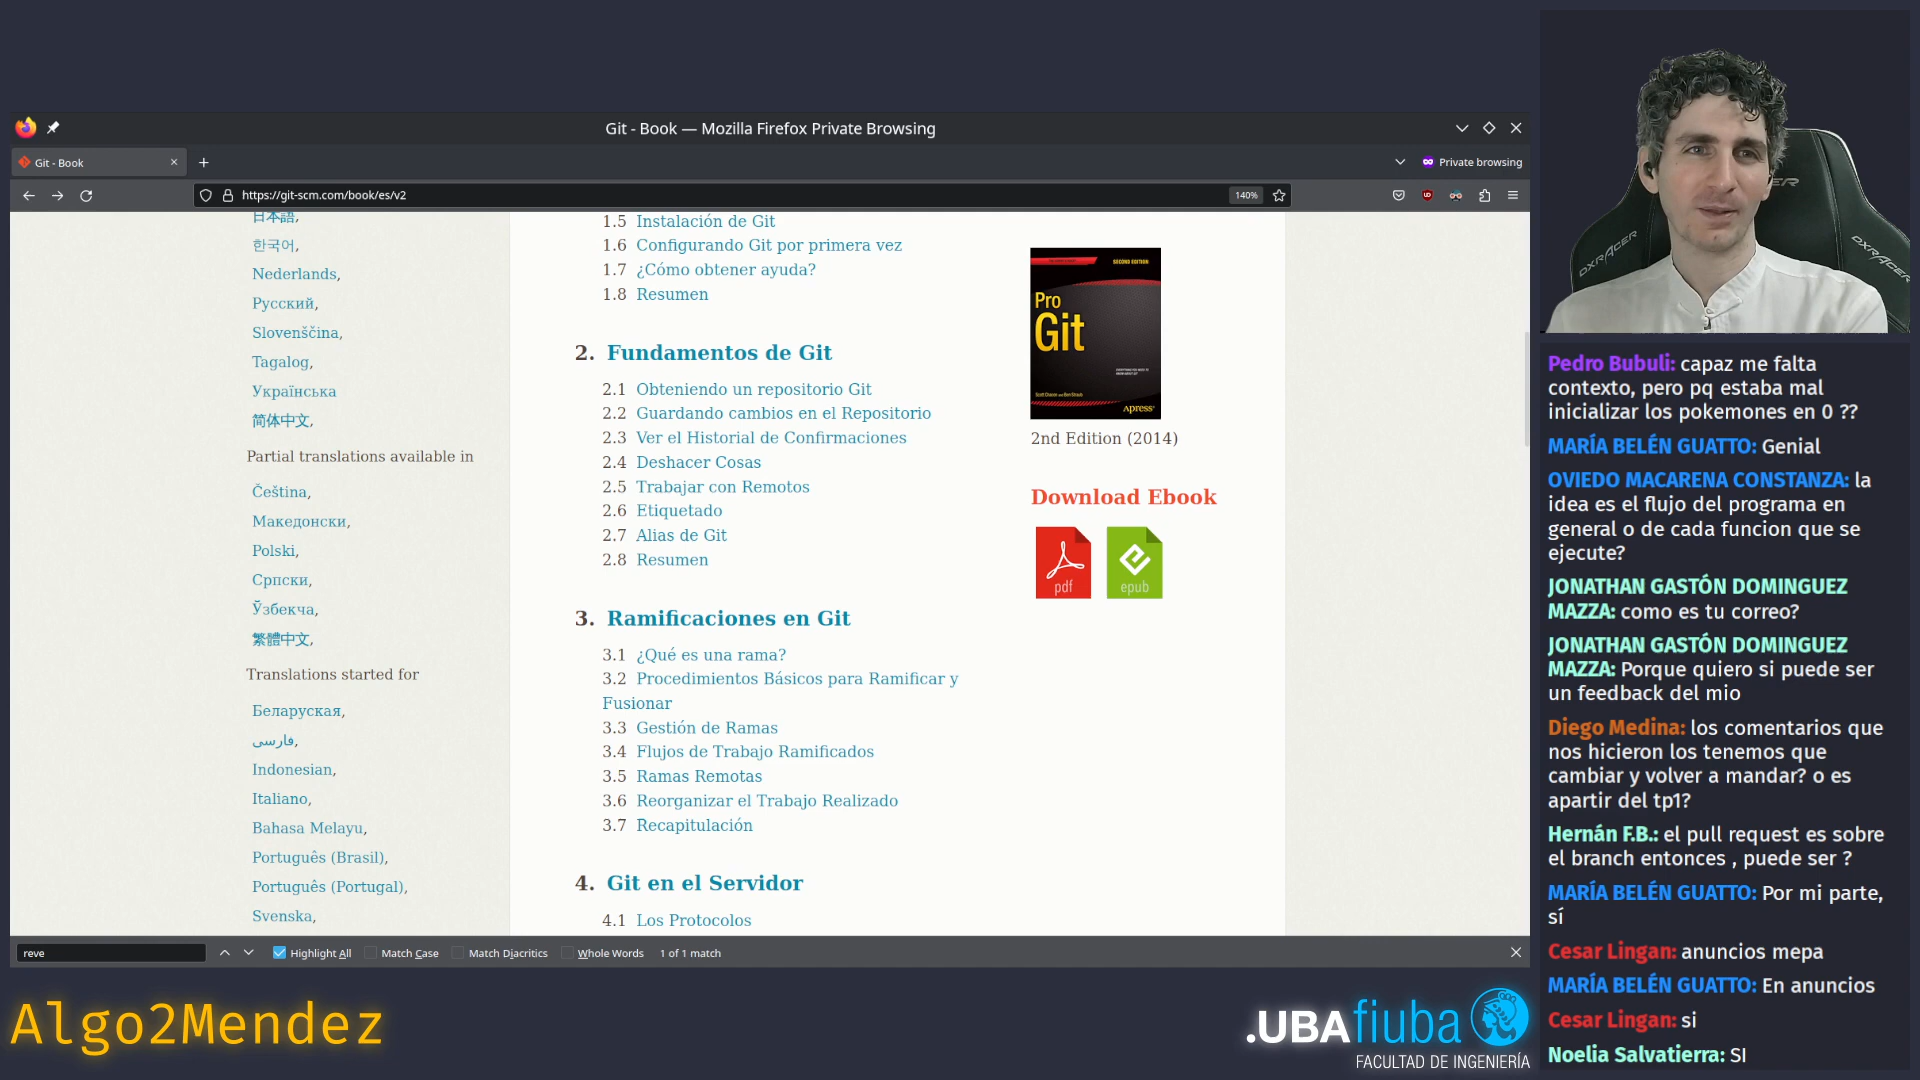 Git - Book — Mozilla Firefox Private Browsing
Git - Book
Private browsing
https://git-scm.com/book/es/v2
140%
日本語,
한국어,
Nederlands,
Русский,
Slovenščina,
Tagalog,
Українська
简体中文,
Partial translations available in
Čeština,
Македонски,
Polski,
Српски,
Ўзбекча,
繁體中文,
Translations started for
Беларуская,
فارسی,
Indonesian,
Italiano,
Bahasa Melayu,
Português (Brasil),
Português (Portugal),
Svenska,
1.5 Instalación de Git
1.6 Configurando Git por primera vez
1.7 ¿Cómo obtener ayuda?
1.8 Resumen
2. Fundamentos de Git
2.1 Obteniendo un repositorio Git
2.2 Guardando cambios en el Repositorio
2.3 Ver el Historial de Confirmaciones
2.4 Deshacer Cosas
2.5 Trabajar con Remotos
2.6 Etiquetado
2.7 Alias de Git
2.8 Resumen
3. Ramificaciones en Git
3.1 ¿Qué es una rama?
3.2 Procedimientos Básicos para Ramificar y
Fusionar
3.3 Gestión de Ramas
3.4 Flujos de Trabajo Ramificados
3.5 Ramas Remotas
3.6 Reorganizar el Trabajo Realizado
3.7 Recapitulación
4. Git en el Servidor
4.1 Los Protocolos
SECOND EDITION
Pro
Git
Scott Chacon and Ben Straub
Apress®
2nd Edition (2014)
Download Ebook
pdf
epub
reve
Highlight All
Match Case
Match Diacritics
Whole Words
1 of 1 match
Algo2Mendez
.UBAfiuba
FACULTAD DE INGENIERÍA
DXRACER
DXRACER
Pedro Bubuli: capaz me falta
contexto, pero pq estaba mal
inicializar los pokemones en 0 ??
MARÍA BELÉN GUATTO: Genial
OVIEDO MACARENA CONSTANZA: la
idea es el flujo del programa en
general o de cada funcion que se
ejecute?
JONATHAN GASTÓN DOMINGUEZ
MAZZA: como es tu correo?
JONATHAN GASTÓN DOMINGUEZ
MAZZA: Porque quiero si puede ser
un feedback del mio
Diego Medina: los comentarios que
nos hicieron los tenemos que
cambiar y volver a mandar? o es
apartir del tp1?
Hernán F.B.: el pull request es sobre
el branch entonces , puede ser ?
MARÍA BELÉN GUATTO: Por mi parte,
sí
Cesar Lingan: anuncios mepa
MARÍA BELÉN GUATTO: En anuncios
Cesar Lingan: si
Noelia Salvatierra: SI